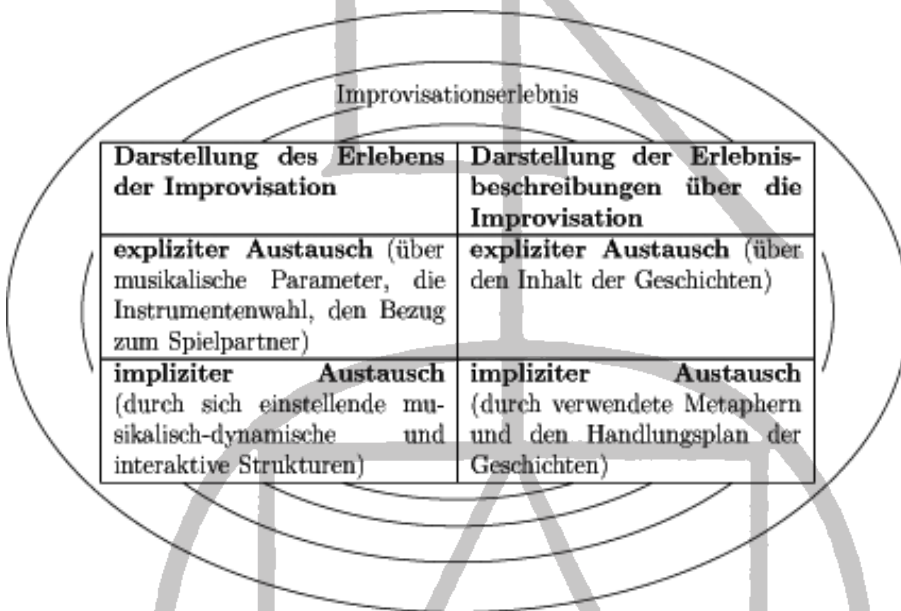 Improvisationserlebnis
Darstellung des Erlebens
der Improvisation
Darstellung der Erlebnis-
beschreibungen über die
Improvisation
expliziter Austausch (über
musikalische Parameter, die
Instrumentenwahl, den Bezug
zum Spielpartner)
expliziter Austausch (über
den Inhalt der Geschichten)
impliziter Austausch
(durch sich einstellende mu-
sikalisch-dynamische und
interaktive Strukturen)
impliziter Austausch
(durch verwendete Metaphern
und den Handlungsplan der
Geschichten)